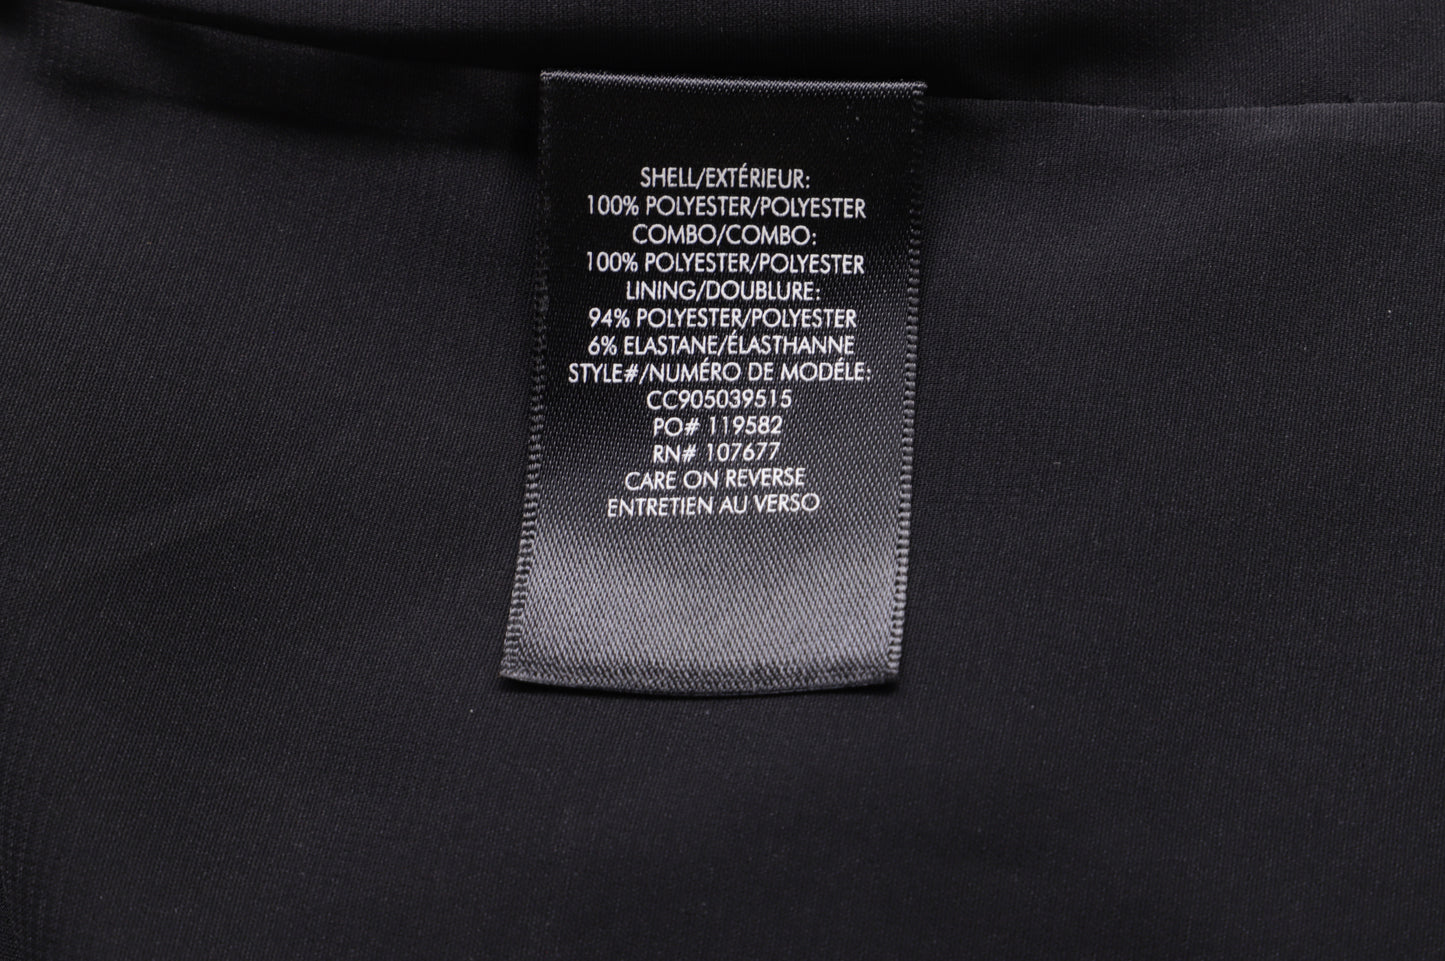 SHELL/EXTÉRIEUR:
100% POLYESTER/POLYESTER
COMBO/COMBO:
100% POLYESTER/POLYESTER
LINING/DOUBLURE:
94% POLYESTER/POLYESTER
6% ELASTANE/ÉLASTHANNE
STYLE#/NUMÉRO DE MODÉLE:
CC905039515
PO# 119582
RN# 107677
CARE ON REVERSE
ENTRETIEN AU VERSO